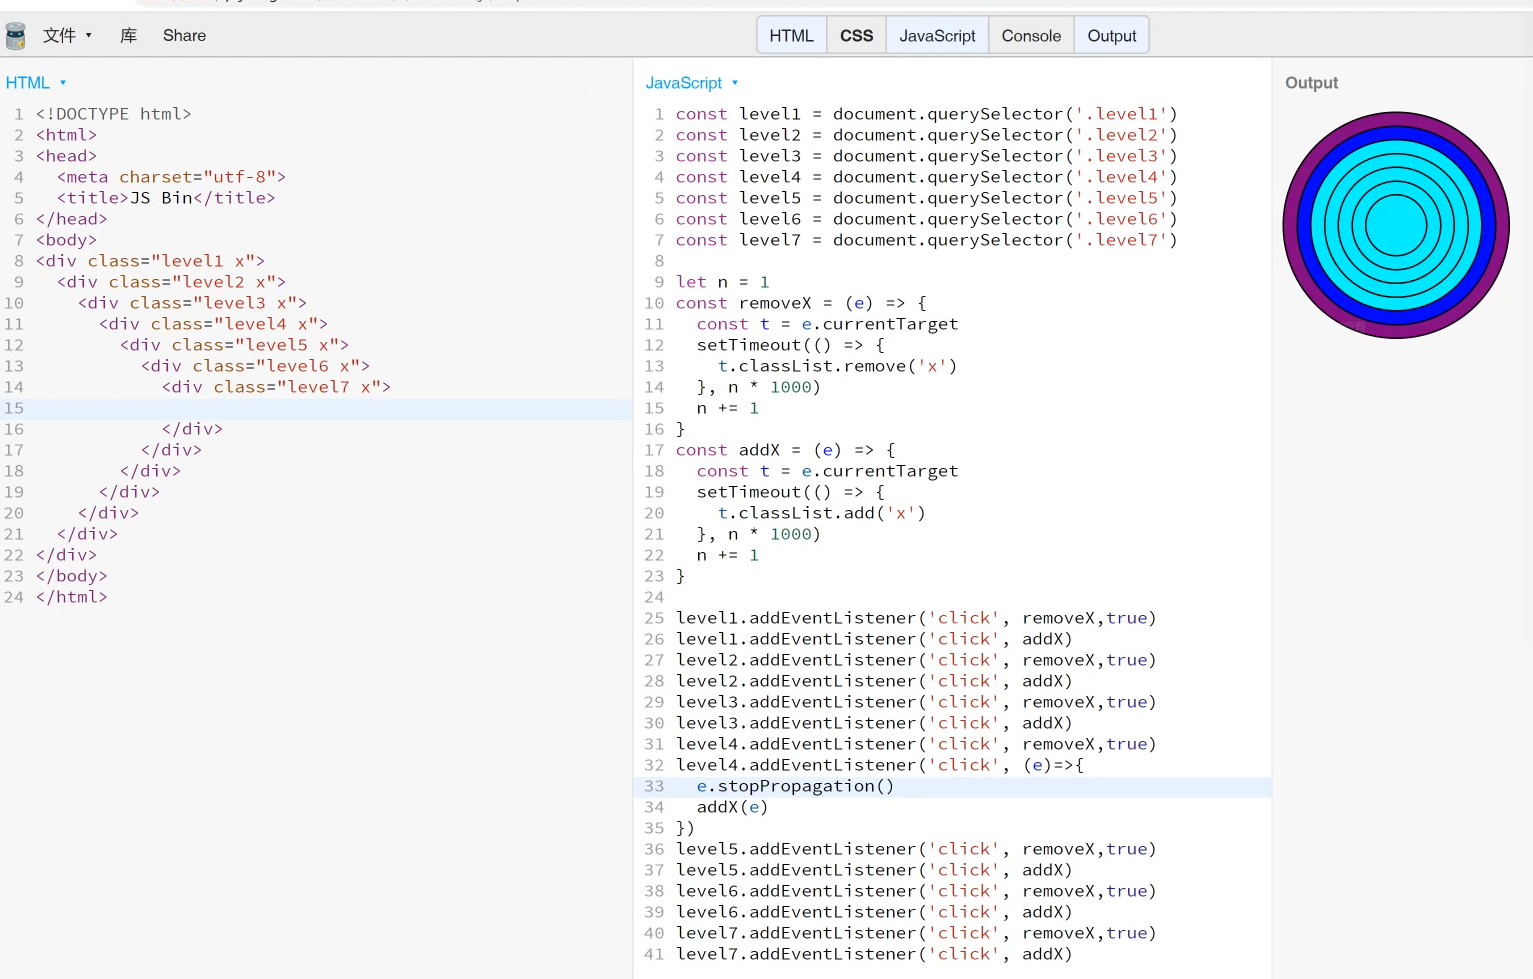 文件 ▾ 库 Share HTML CSS JavaScript Console Output
HTML ▾
1 <!DOCTYPE html>
2 <html>
3 <head>
4   <meta charset="utf-8">
5   <title>JS Bin</title>
6 </head>
7 <body>
8 <div class="level1 x">
9   <div class="level2 x">
10     <div class="level3 x">
11       <div class="level4 x">
12         <div class="level5 x">
13           <div class="level6 x">
14             <div class="level7 x">
15
16             </div>
17           </div>
18         </div>
19       </div>
20     </div>
21   </div>
22 </div>
23 </body>
24 </html>
JavaScript ▾
1 const level1 = document.querySelector('.level1')
2 const level2 = document.querySelector('.level2')
3 const level3 = document.querySelector('.level3')
4 const level4 = document.querySelector('.level4')
5 const level5 = document.querySelector('.level5')
6 const level6 = document.querySelector('.level6')
7 const level7 = document.querySelector('.level7')
8
9 let n = 1
10 const removeX = (e) => {
11   const t = e.currentTarget
12   setTimeout(() => {
13     t.classList.remove('x')
14   }, n * 1000)
15   n += 1
16 }
17 const addX = (e) => {
18   const t = e.currentTarget
19   setTimeout(() => {
20     t.classList.add('x')
21   }, n * 1000)
22   n += 1
23 }
24
25 level1.addEventListener('click', removeX,true)
26 level1.addEventListener('click', addX)
27 level2.addEventListener('click', removeX,true)
28 level2.addEventListener('click', addX)
29 level3.addEventListener('click', removeX,true)
30 level3.addEventListener('click', addX)
31 level4.addEventListener('click', removeX,true)
32 level4.addEventListener('click', (e)=>{
33   e.stopPropagation()
34   addX(e)
35 })
36 level5.addEventListener('click', removeX,true)
37 level5.addEventListener('click', addX)
38 level6.addEventListener('click', removeX,true)
39 level6.addEventListener('click', addX)
40 level7.addEventListener('click', removeX,true)
41 level7.addEventListener('click', addX)
Output